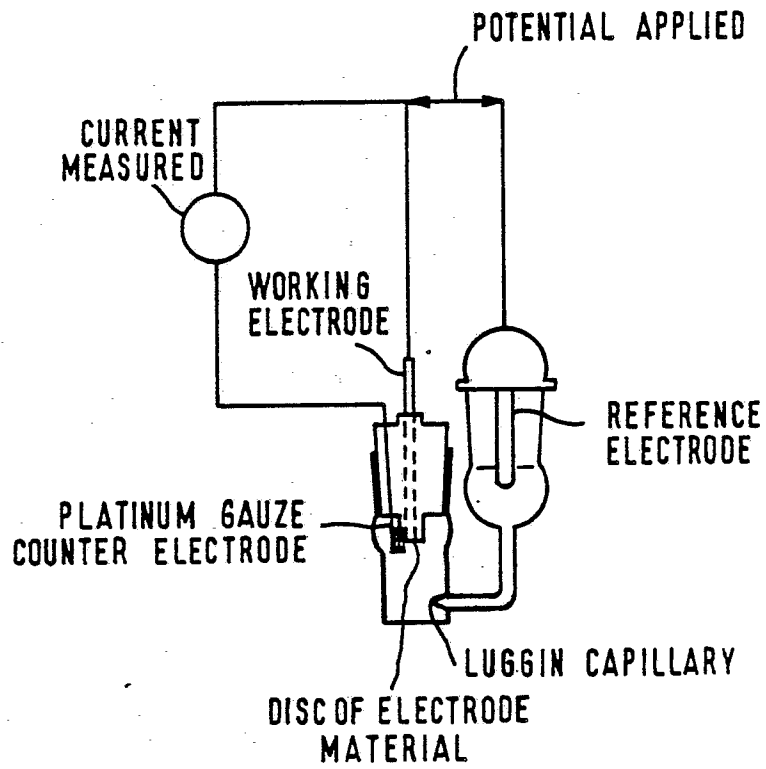 POTENTIAL APPLIED
CURRENT
MEASURED
WORKING
ELECTRODE
REFERENCE
ELECTRODE
PLATINUM GAUZE
COUNTER ELECTRODE
LUGGIN CAPILLARY
DISC OF ELECTRODE
MATERIAL